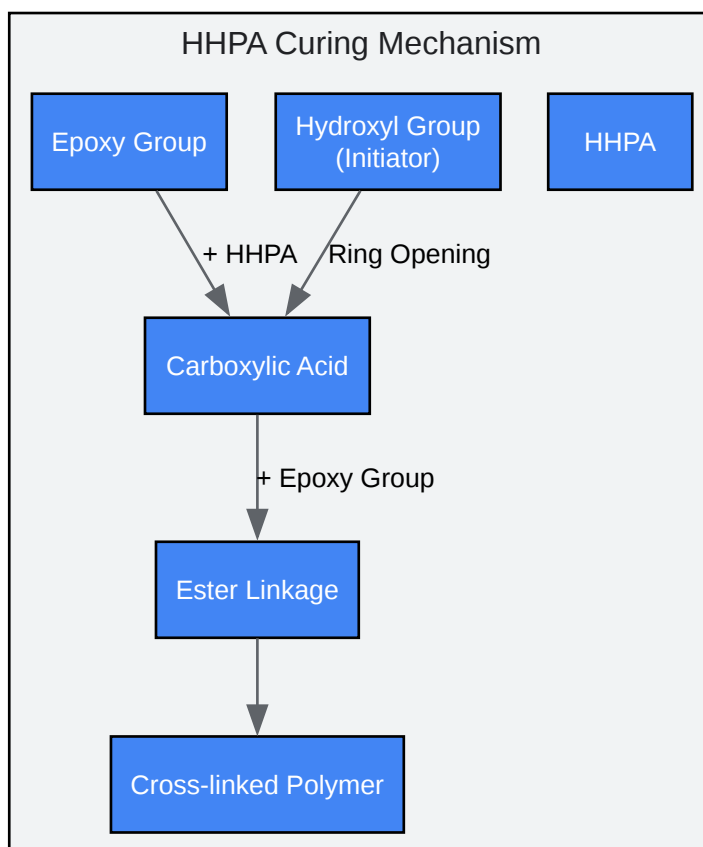 HHPA Curing Mechanism
Epoxy Group
Hydroxyl Group
(Initiator)
HHPA
+ HHPA
Ring Opening
Carboxylic Acid
+ Epoxy Group
Ester Linkage
Cross-linked Polymer